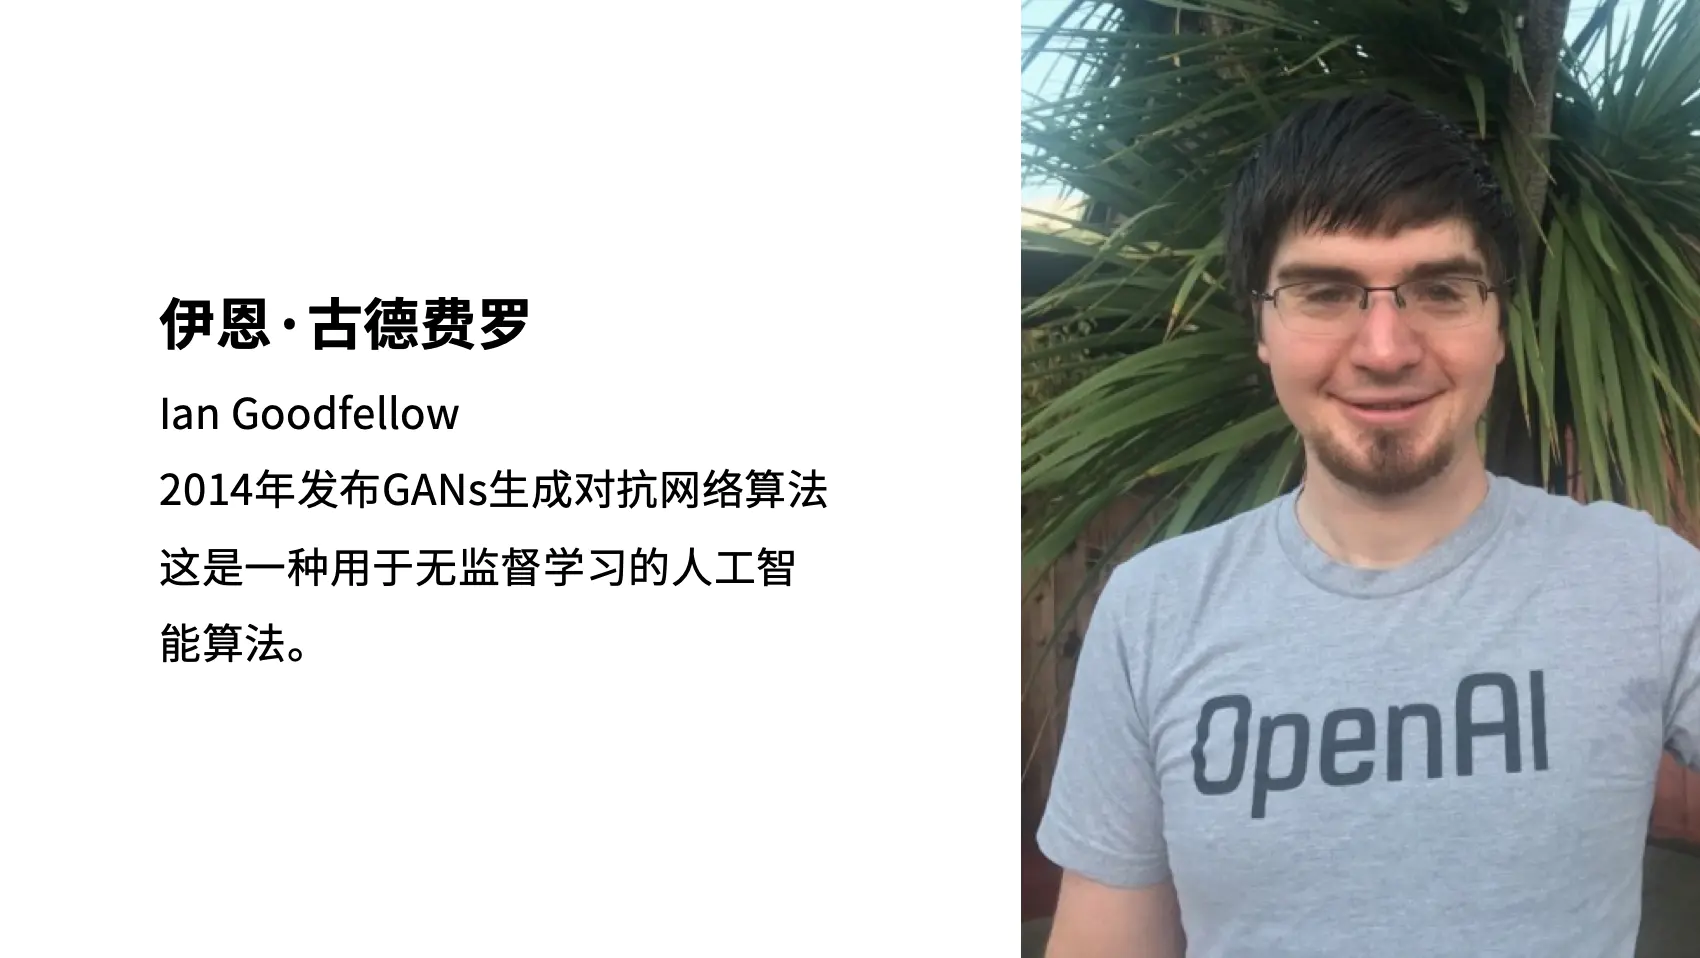 伊恩·古德费罗
Ian Goodfellow
2014年发布GANs生成对抗网络算法
这是一种用于无监督学习的人工智
能算法。
OpenAI